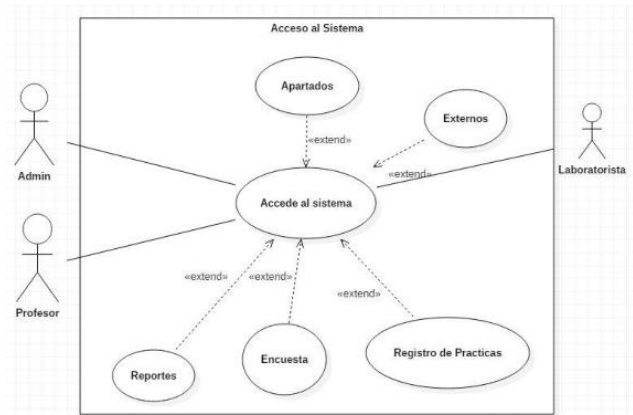 Acceso al Sistema
Apartados
Externos
«extend»
«extend»
Admin
Laboratorista
Accede al sistema
Profesor
«extend»
«extend»
«extend»
Reportes
Encuesta
Registro de Practicas